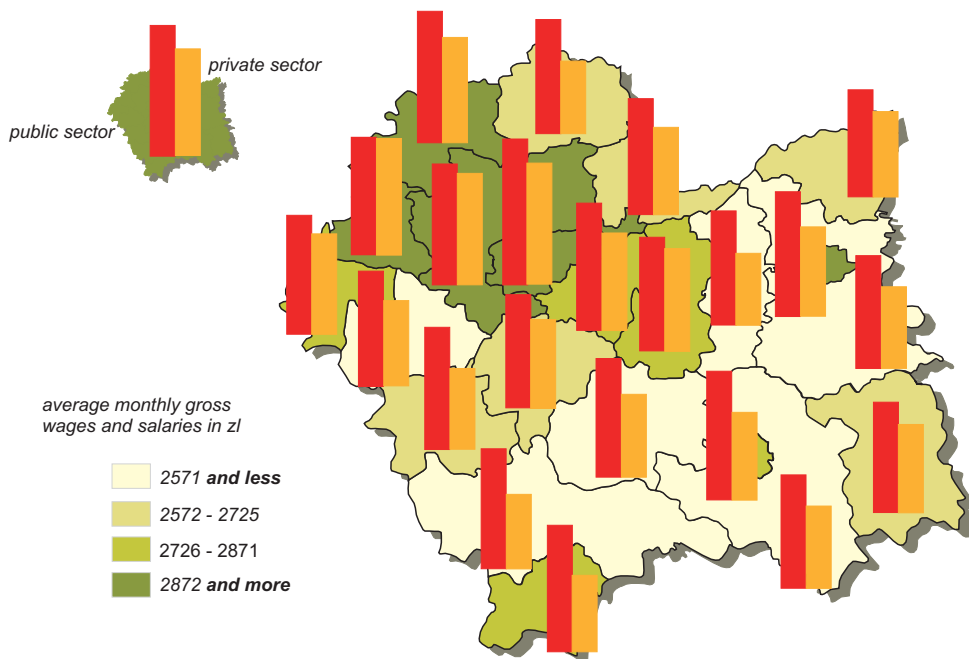 private sector
public sector
average monthly gross
wages and salaries in zl
2571 and less
2572 - 2725
2726 - 2871
2872 and more